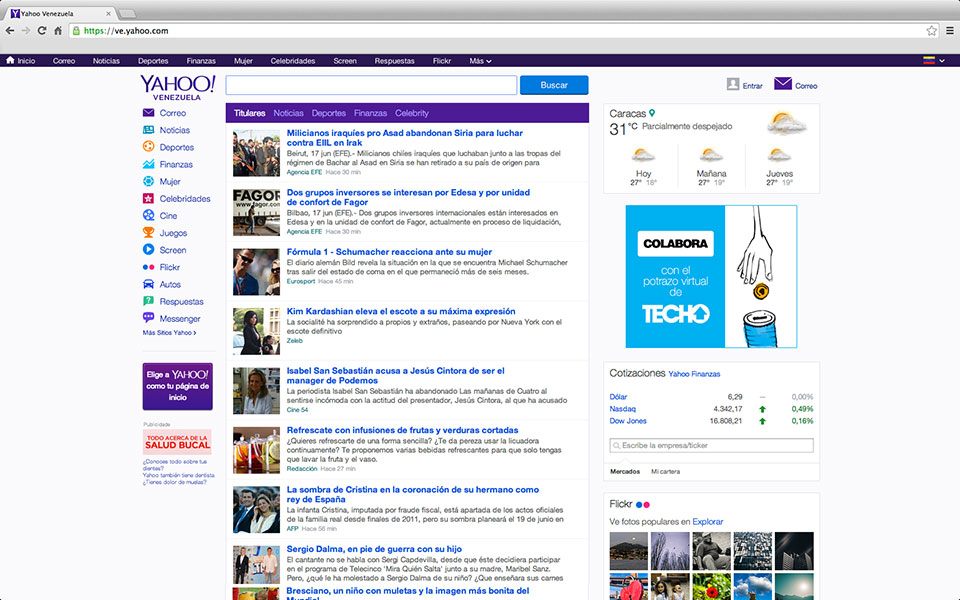 Yahoo Venezuela
https://ve.yahoo.com
Inicio Correo Noticias Deportes Finanzas Mujer Celebridades Screen Respuestas Flickr Más
YAHOO!
VENEZUELA
Buscar
Entrar Correo
Correo
Noticias
Deportes
Finanzas
Mujer
Celebridades
Cine
Juegos
Screen
Flickr
Autos
Respuestas
Messenger
Más Sitios Yahoo >
Elige a YAHOO!
como tu página de
inicio
Publicidade
TODO ACERCA DE LA
SALUD BUCAL
¿Conoces todo sobre tus
dientes?
Yahoo también tiene dentista
¿Tienes dolor de muelas?
Titulares Noticias Deportes Finanzas Celebrity
Milicianos iraquíes pro Asad abandonan Siria para luchar
contra EIIL en Irak
Beirut, 17 jun (EFE).- Milicianos chiíes iraquíes que luchaban junto a las tropas del
régimen de Bachar al Asad en Siria se han retirado a su país de origen para
Agencia EFE Hace 30 min
FAGOR
www.fagor.com
Dos grupos inversores se interesan por Edesa y por unidad
de confort de Fagor
Bilbao, 17 jun (EFE).- Dos grupos inversores internacionales están interesados en
Edesa y en la unidad de confort de Fagor, actualmente en proceso de liquidación,
Agencia EFE Hace 30 min
Fórmula 1 - Schumacher reacciona ante su mujer
El diario alemán Bild revela la situación en la que se encuentra Michael Schumacher
tras salir del estado de coma en el que permaneció más de seis meses.
Eurosport Hace 45 min
Kim Kardashian eleva el escote a su máxima expresión
La socialité ha sorprendido a propios y extraños, paseando por Nueva York con el
escote definitivo
Zeleb
Isabel San Sebastián acusa a Jesús Cintora de ser el
manager de Podemos
La periodista Isabel San Sebastián ha abandonado Las mañanas de Cuatro al
sentirse incómoda con la actitud del presentador, Jesús Cintora, al que ha acusado
Cine 54
Refrescate con infusiones de frutas y verduras cortadas
¿Quieres refrescarte de una forma sencilla? ¿Te da pereza usar la licuadora
continuamente? Te proponemos varias bebidas refrescantes para que solo tengas
que lavar la fruta y el vaso.
Redacción Hace 27 min
La sombra de Cristina en la coronación de su hermano como
rey de España
La infanta Cristina, imputada por fraude fiscal, está apartada de los actos oficiales
de la familia real desde finales de 2011, pero su sombra planeará el 19 de junio en
AFP Hace 58 min
Sergio Dalma, en pie de guerra con su hijo
El cantante no se habla con Sergi Capdevilla, desde que éste decidiera participar
en el programa de Telecinco 'Mira Quién Salta' junto a su madre, Maribel Sanz.
Pero, ¿qué le ha molestado a Sergio Dalma de su niño? ¿Que enseñara sus carnes
Bresciano, un niño con muletas y la imagen más bonita del
Mundial
Caracas
31°C Parcialmente despejado
Hoy Mañana Jueves
27° 18° 27° 19° 27° 19°
COLABORA
con el
potrazo virtual
de
TECHO
Cotizaciones Yahoo Finanzas
Dólar 6,29 — 0,00%
Nasdaq 4.342,17 0,49%
Dow Jones 16.808,21 0,16%
Escribe la empresa/ticker
Mercados Mi cartera
Flickr
Ve fotos populares en Explorar